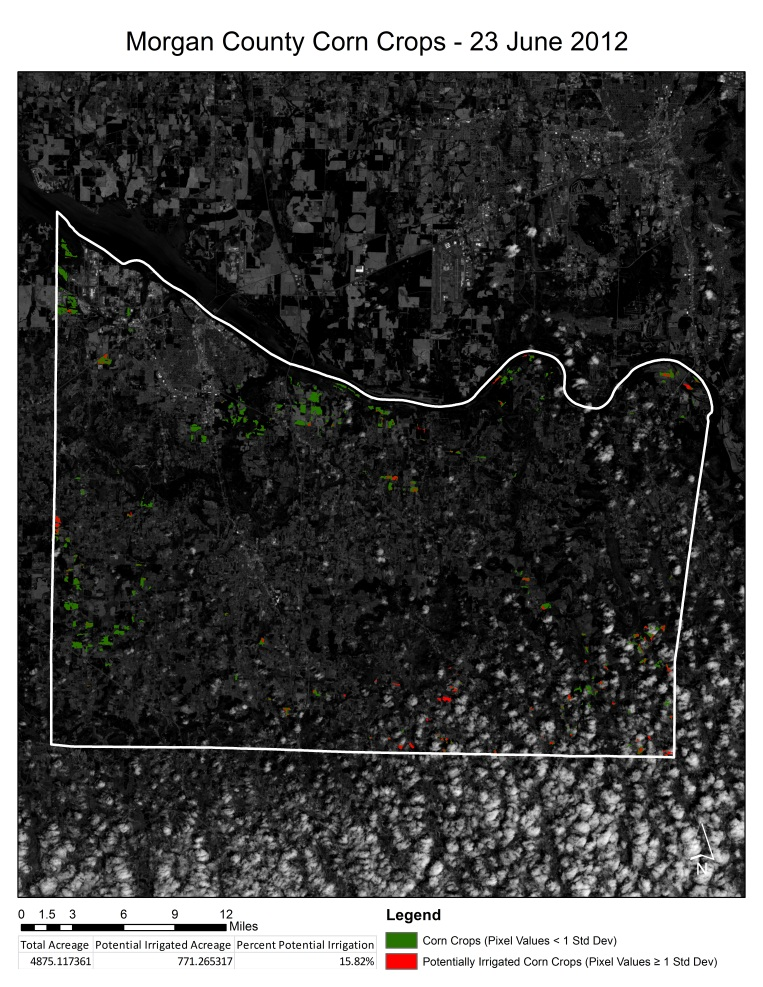 Morgan County Corn Crops - 23 June 2012
N
0 1.5 3 6 9 12
Miles
Total Acreage Potential Irrigated Acreage Percent Potential Irrigation
4875.117361 771.265317 15.82%
Legend
Corn Crops (Pixel Values < 1 Std Dev)
Potentially Irrigated Corn Crops (Pixel Values ≥ 1 Std Dev)